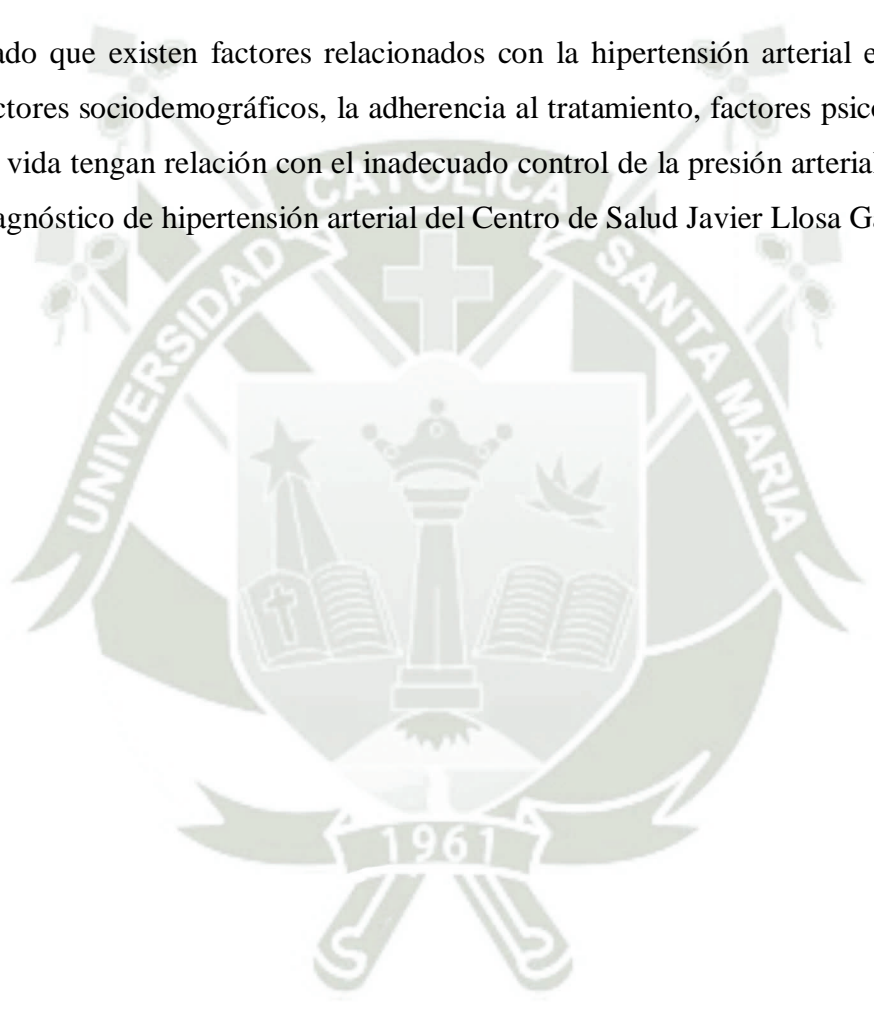 ado que existen factores relacionados con la hipertensión arterial e
ctores sociodemográficos, la adherencia al tratamiento, factores psico
vida tengan relación con el inadecuado control de la presión arterial
agnóstico de hipertensión arterial del Centro de Salud Javier Llosa Ga
UNIVERSIDAD CATOLICA SANTA MARIA
1961